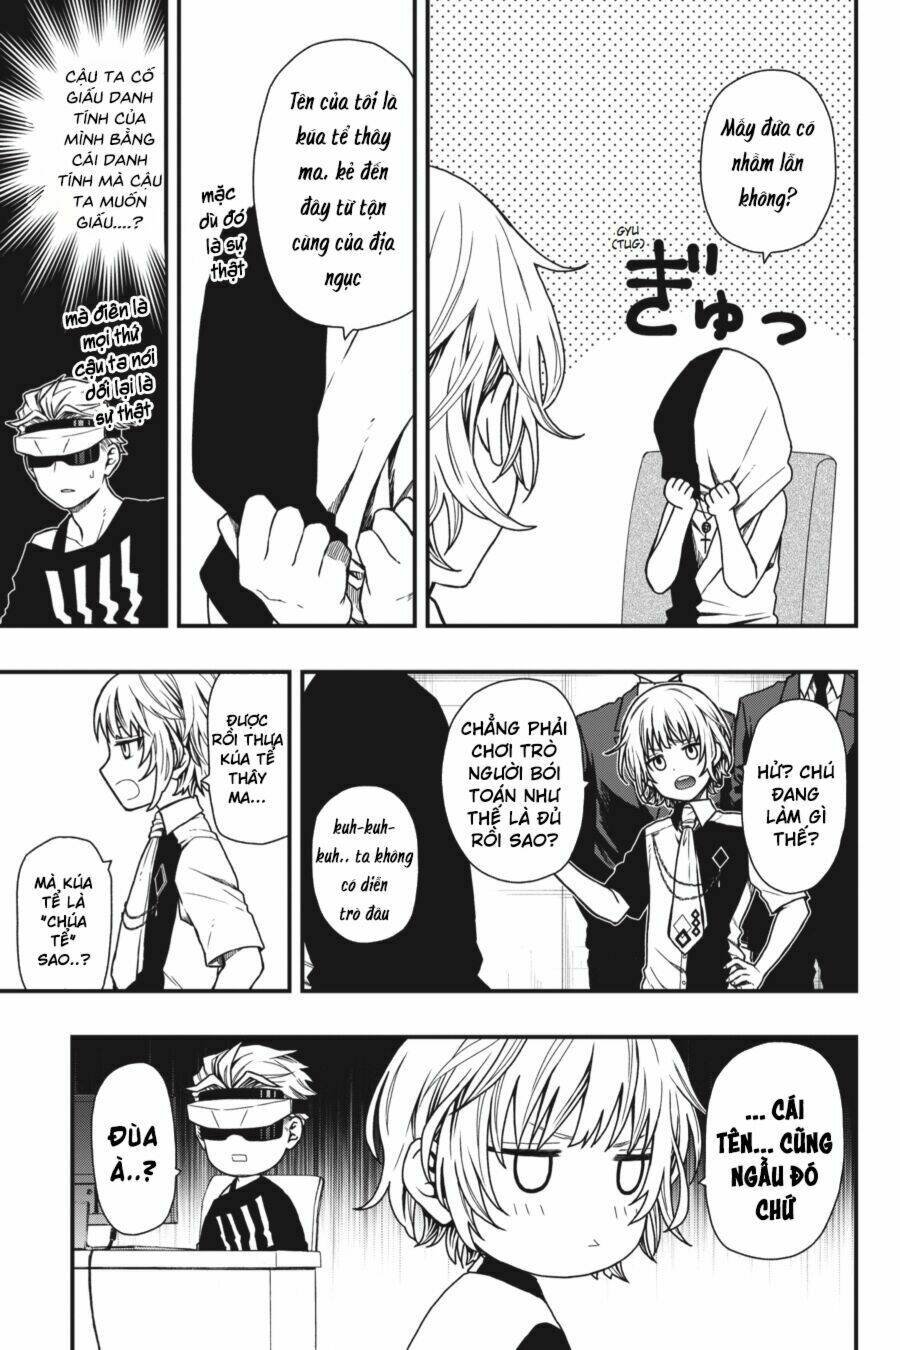 Mấy đứa có
nhầm lẫn
không?
GYU
(TUG)
ぎゅっ
Tên của tôi là
kúa tể thây
ma, kẻ đến
đây từ tận
cùng của địa
ngục
mặc
dù đó
là sự
thật
CẬU TA CỐ
GIẤU DANH
TÍNH CỦA
MÌNH BẰNG
CÁI DANH
TÍNH MÀ CẬU
TA MUỐN
GIẤU....?
mà điên là
mọi thứ
cậu ta nói
dối lại là
sự thật
HỬ? CHÚ
ĐANG
LÀM GÌ
THẾ?
CHẲNG PHẢI
CHƠI TRÒ
NGƯỜI BÓI
TOÁN NHƯ
THẾ LÀ ĐỦ
RỒI SAO?
kuh-kuh-
kuh.. ta không
có diễn
trò đâu
ĐƯỢC
RỒI THƯA
KÚA TỂ
THÂY
MA...
MÀ KÚA
TỂ LÀ
"CHÚA
TỂ"
SAO..?
... CÁI
TÊN... CŨNG
NGẦU ĐÓ
CHỨ
ĐÙA
À..?